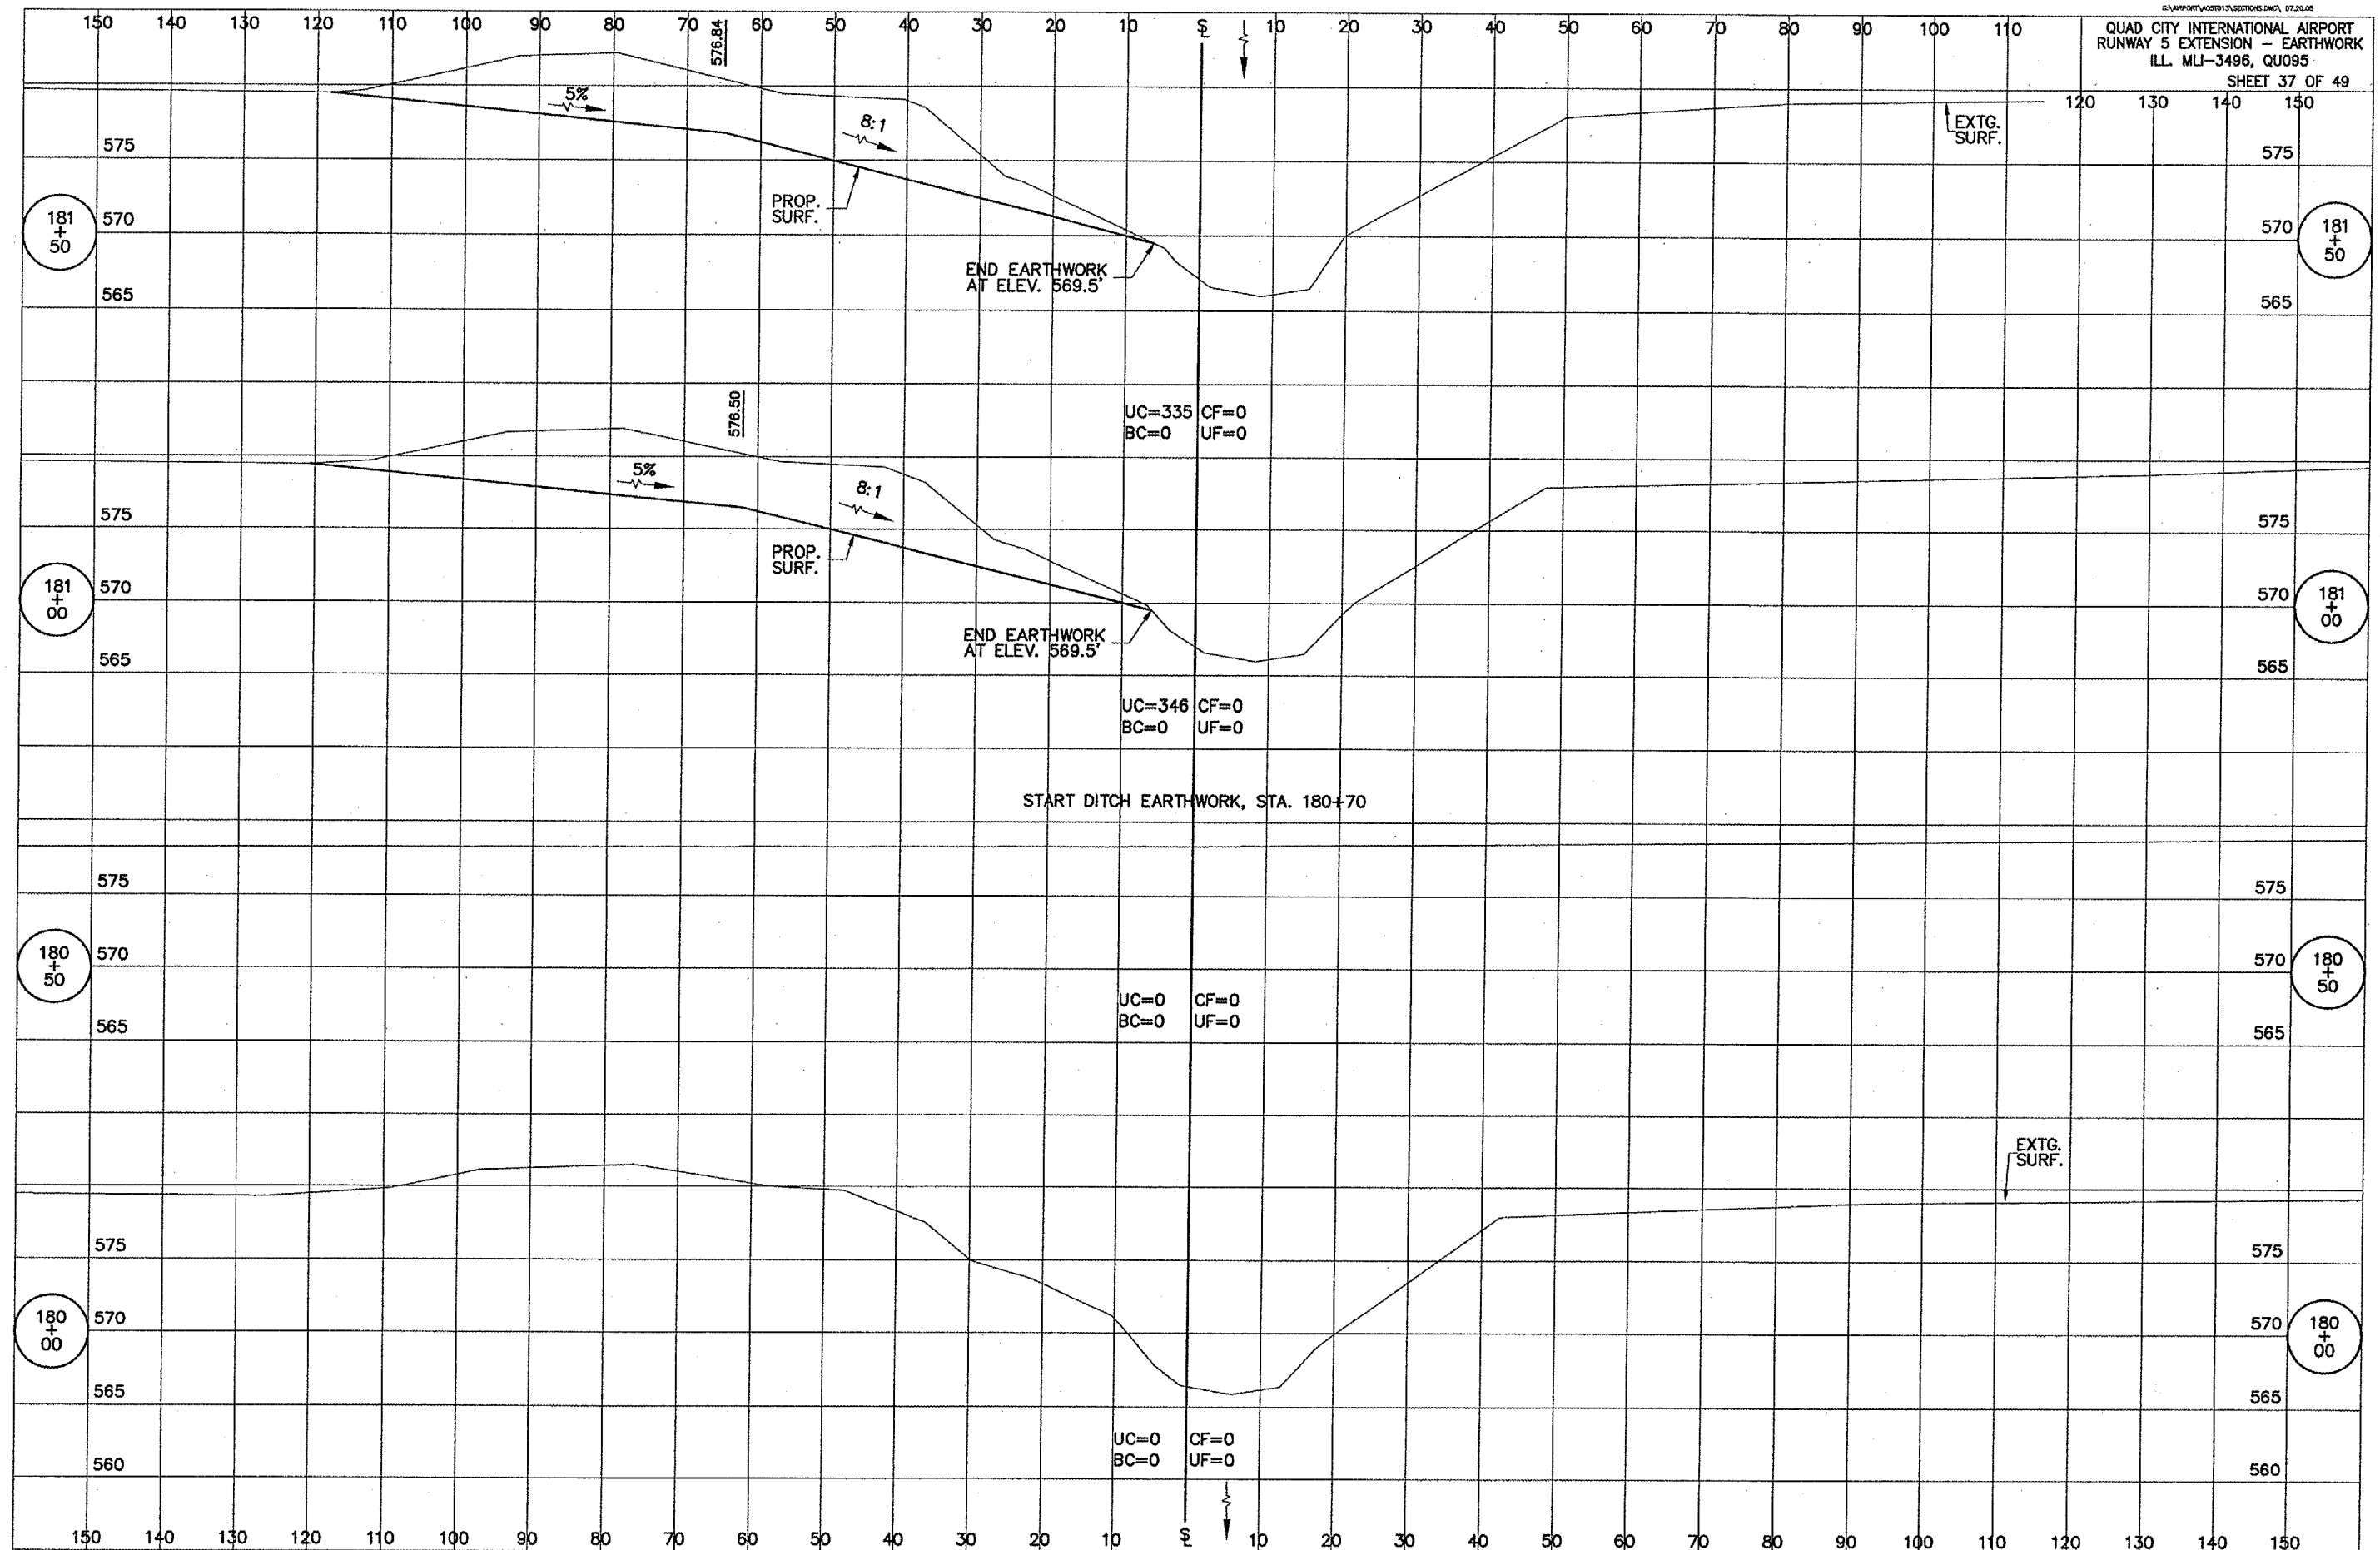 D:\AIRPORT\AOSTD13\SECTIONS.DWG\ 07.20.05
150 140 130 120 110 100 90 80 70 60 50 40 30 20 10 ℄ 10 20 30 40 50 60 70 80 90 100 110
QUAD CITY INTERNATIONAL AIRPORT
RUNWAY 5 EXTENSION – EARTHWORK
ILL. MLI-3496, QU095
SHEET 37 OF 49
120 130 140 150
576.84
5%
8:1
EXTG.
SURF.
575 575
PROP.
SURF.
181
+
50
570 570
181
+
50
END EARTHWORK
AT ELEV. 569.5'
565 565
576.50
UC=335 CF=0
BC=0 UF=0
5%
8:1
575 575
PROP.
SURF.
181
+
00
570 570
181
+
00
END EARTHWORK
AT ELEV. 569.5'
565 565
UC=346 CF=0
BC=0 UF=0
START DITCH EARTHWORK, STA. 180+70
575 575
180
+
50
570 570
180
+
50
UC=0 CF=0
BC=0 UF=0
565 565
EXTG.
SURF.
575 575
180
+
00
570 570
180
+
00
565 565
UC=0 CF=0
BC=0 UF=0
560 560
150 140 130 120 110 100 90 80 70 60 50 40 30 20 10 ℄ 10 20 30 40 50 60 70 80 90 100 110 120 130 140 150